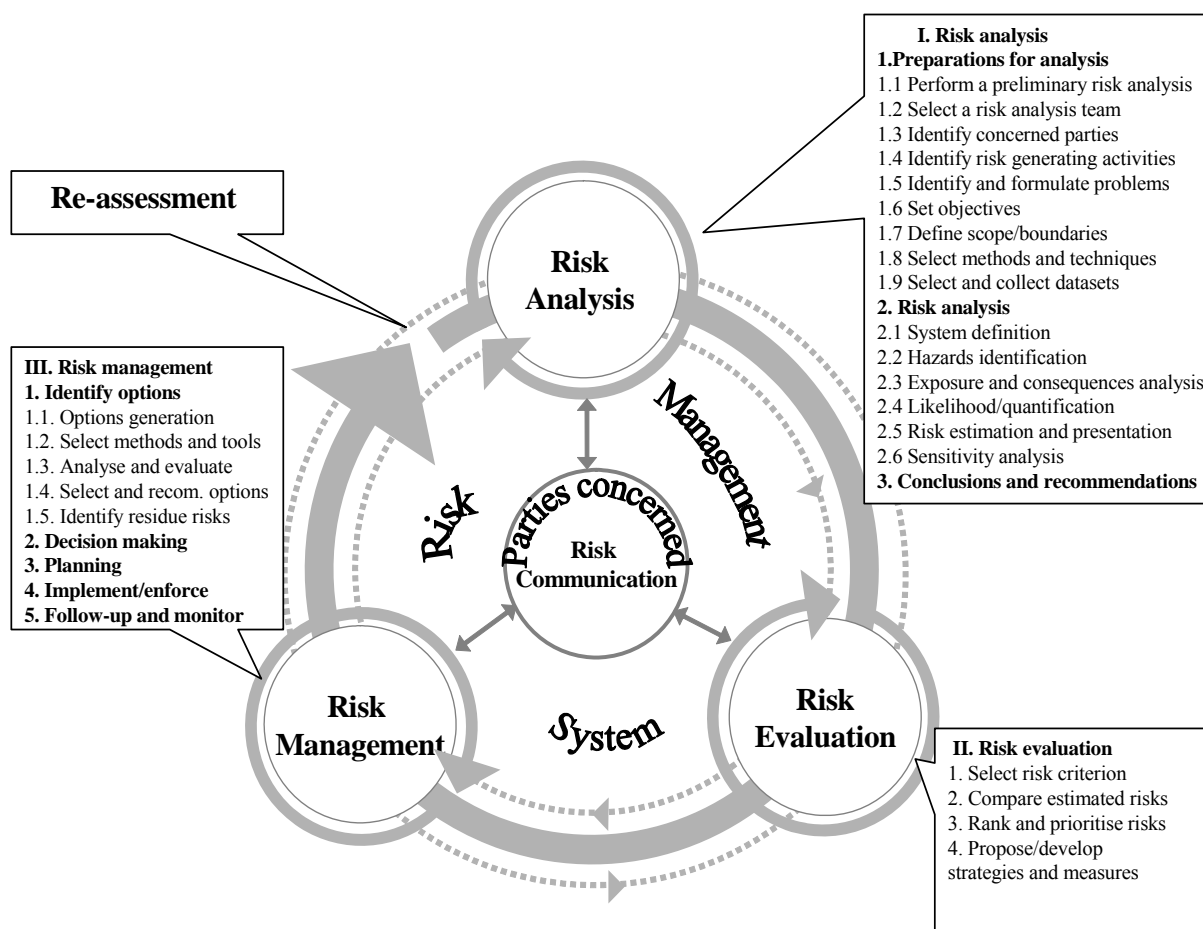 I. Risk analysis
1.Preparations for analysis
1.1 Perform a preliminary risk analysis
1.2 Select a risk analysis team
1.3 Identify concerned parties
1.4 Identify risk generating activities
1.5 Identify and formulate problems
1.6 Set objectives
1.7 Define scope/boundaries
1.8 Select methods and techniques
1.9 Select and collect datasets
2. Risk analysis
2.1 System definition
2.2 Hazards identification
2.3 Exposure and consequences analysis
2.4 Likelihood/quantification
2.5 Risk estimation and presentation
2.6 Sensitivity analysis
3. Conclusions and recommendations
Re-assessment
Risk
Analysis
III. Risk management
1. Identify options
1.1. Options generation
1.2. Select methods and tools
1.3. Analyse and evaluate
1.4. Select and recom. options
1.5. Identify residue risks
2. Decision making
3. Planning
4. Implement/enforce
5. Follow-up and monitor
Risk
Management
System
Parties concerned
Risk
Communication
Risk
Management
Risk
Evaluation
II. Risk evaluation
1. Select risk criterion
2. Compare estimated risks
3. Rank and prioritise risks
4. Propose/develop
strategies and measures